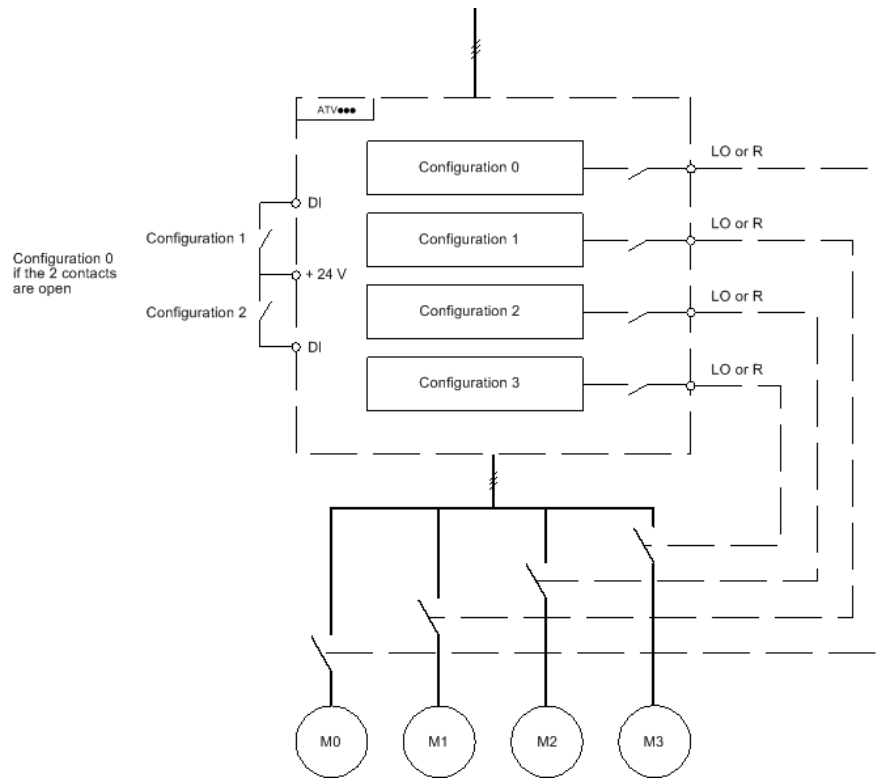 ATV●●●
Configuration 0
LO or R
DI
Configuration 1
Configuration 1
LO or R
Configuration 0
if the 2 contacts
are open
+ 24 V
Configuration 2
Configuration 2
LO or R
DI
Configuration 3
LO or R
M0
M1
M2
M3